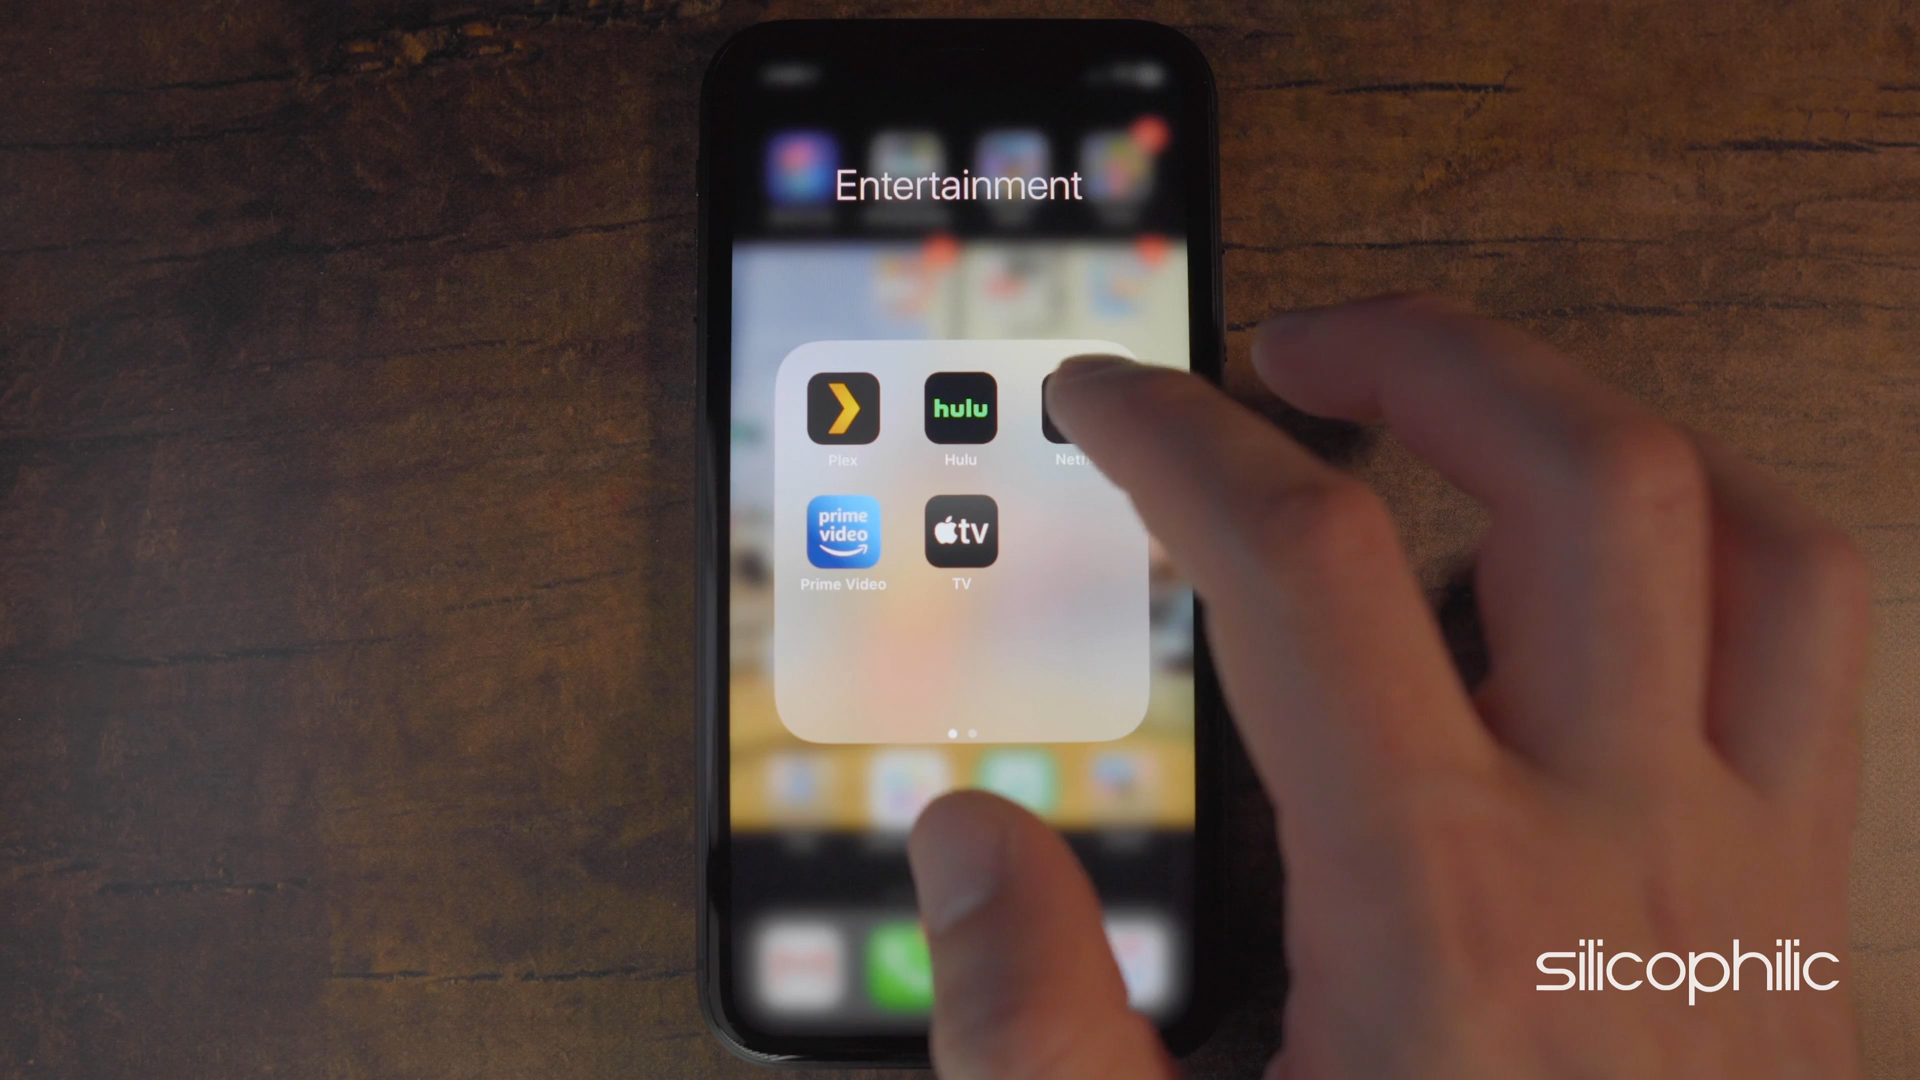 Entertainment
hulu
Plex
Hulu
prime
video
tv
Prime Video
TV
silicophilic